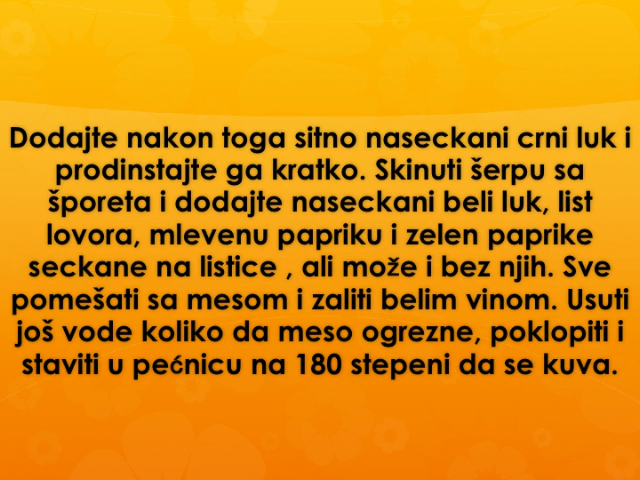 Dodajte nakon toga sitno naseckani crni luk i
prodinstajte ga kratko. Skinuti šerpu sa
šporeta i dodajte naseckani beli luk, list
lovora, mlevenu papriku i zelen paprike
seckane na listice , ali može i bez njih. Sve
pomešati sa mesom i zaliti belim vinom. Usuti
još vode koliko da meso ogrezne, poklopiti i
staviti u pećnicu na 180 stepeni da se kuva.